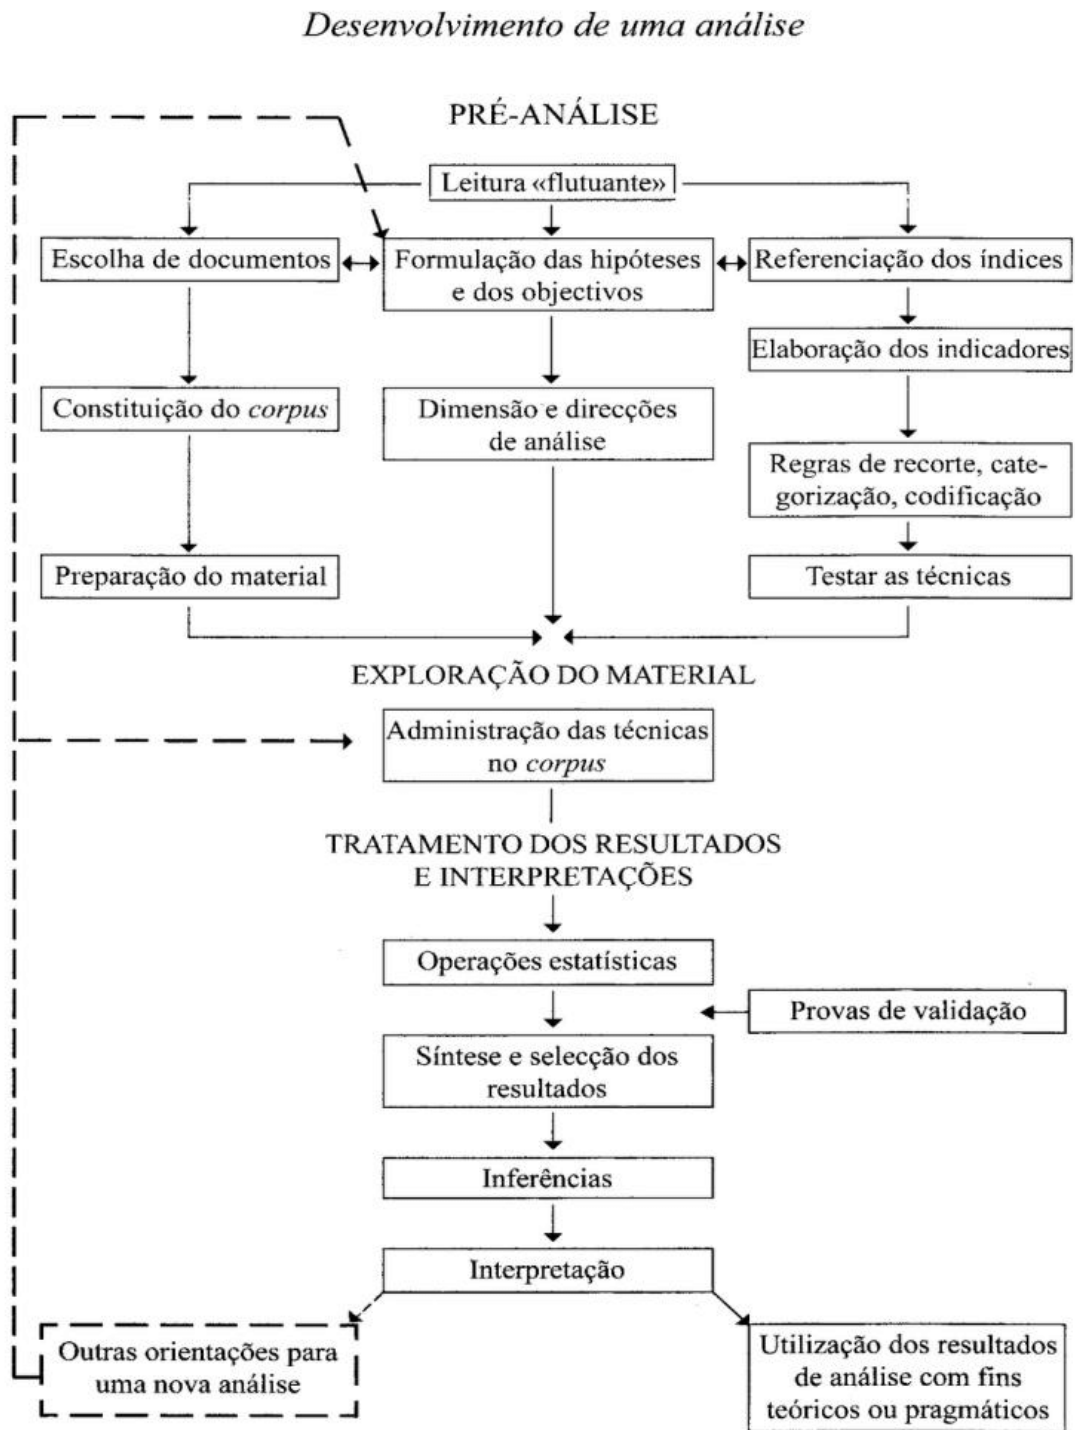 Desenvolvimento de uma análise
PRÉ-ANÁLISE
Leitura «flutuante»
Escolha de documentos
Formulação das hipóteses
e dos objectivos
Referenciação dos índices
Elaboração dos indicadores
Constituição do corpus
Dimensão e direcções
de análise
Regras de recorte, cate-
gorização, codificação
Preparação do material
Testar as técnicas
EXPLORAÇÃO DO MATERIAL
Administração das técnicas
no corpus
TRATAMENTO DOS RESULTADOS
E INTERPRETAÇÕES
Operações estatísticas
Provas de validação
Síntese e selecção dos
resultados
Inferências
Interpretação
Outras orientações para
uma nova análise
Utilização dos resultados
de análise com fins
teóricos ou pragmáticos